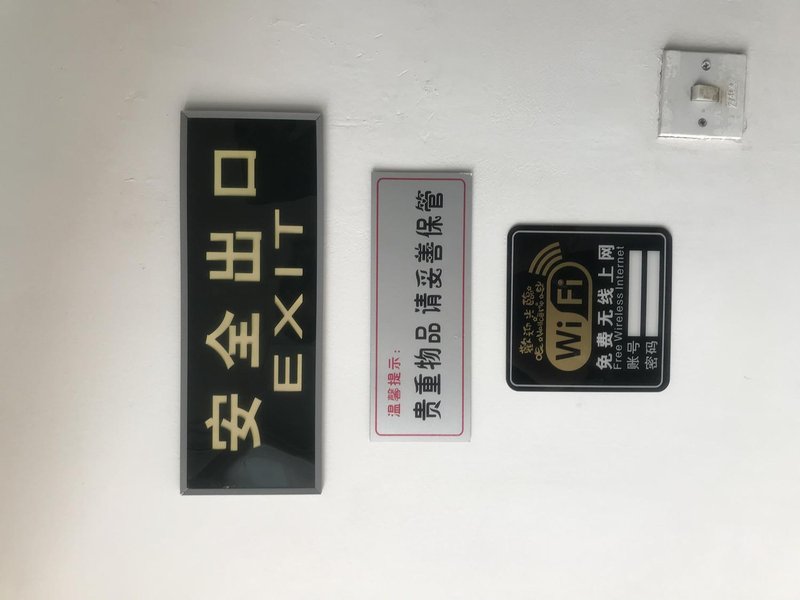 安全出口
EXIT
温馨提示:
贵重物品 请妥善保管
WiFi
免费无线上网
Free Wireless Internet
账号
密码